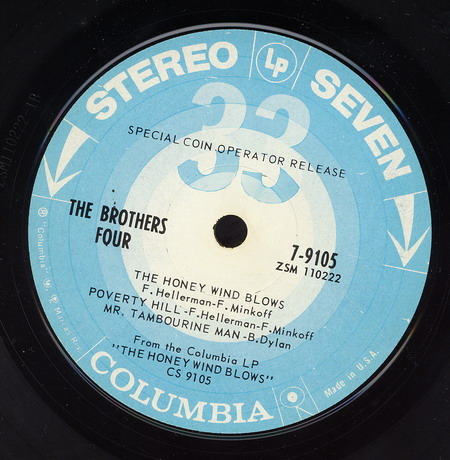 STEREO LP SEVEN
33
SPECIAL COIN OPERATOR RELEASE
THE BROTHERS
FOUR
7-9105
ZSM 110222
THE HONEY WIND BLOWS
F. Hellerman-F. Minkoff
POVERTY HILL-F. Hellerman-F. Minkoff
MR. TAMBOURINE MAN-B. Dylan
From the Columbia LP
"THE HONEY WIND BLOWS"
CS 9105
COLUMBIA
® "Columbia"
Made in U.S.A.